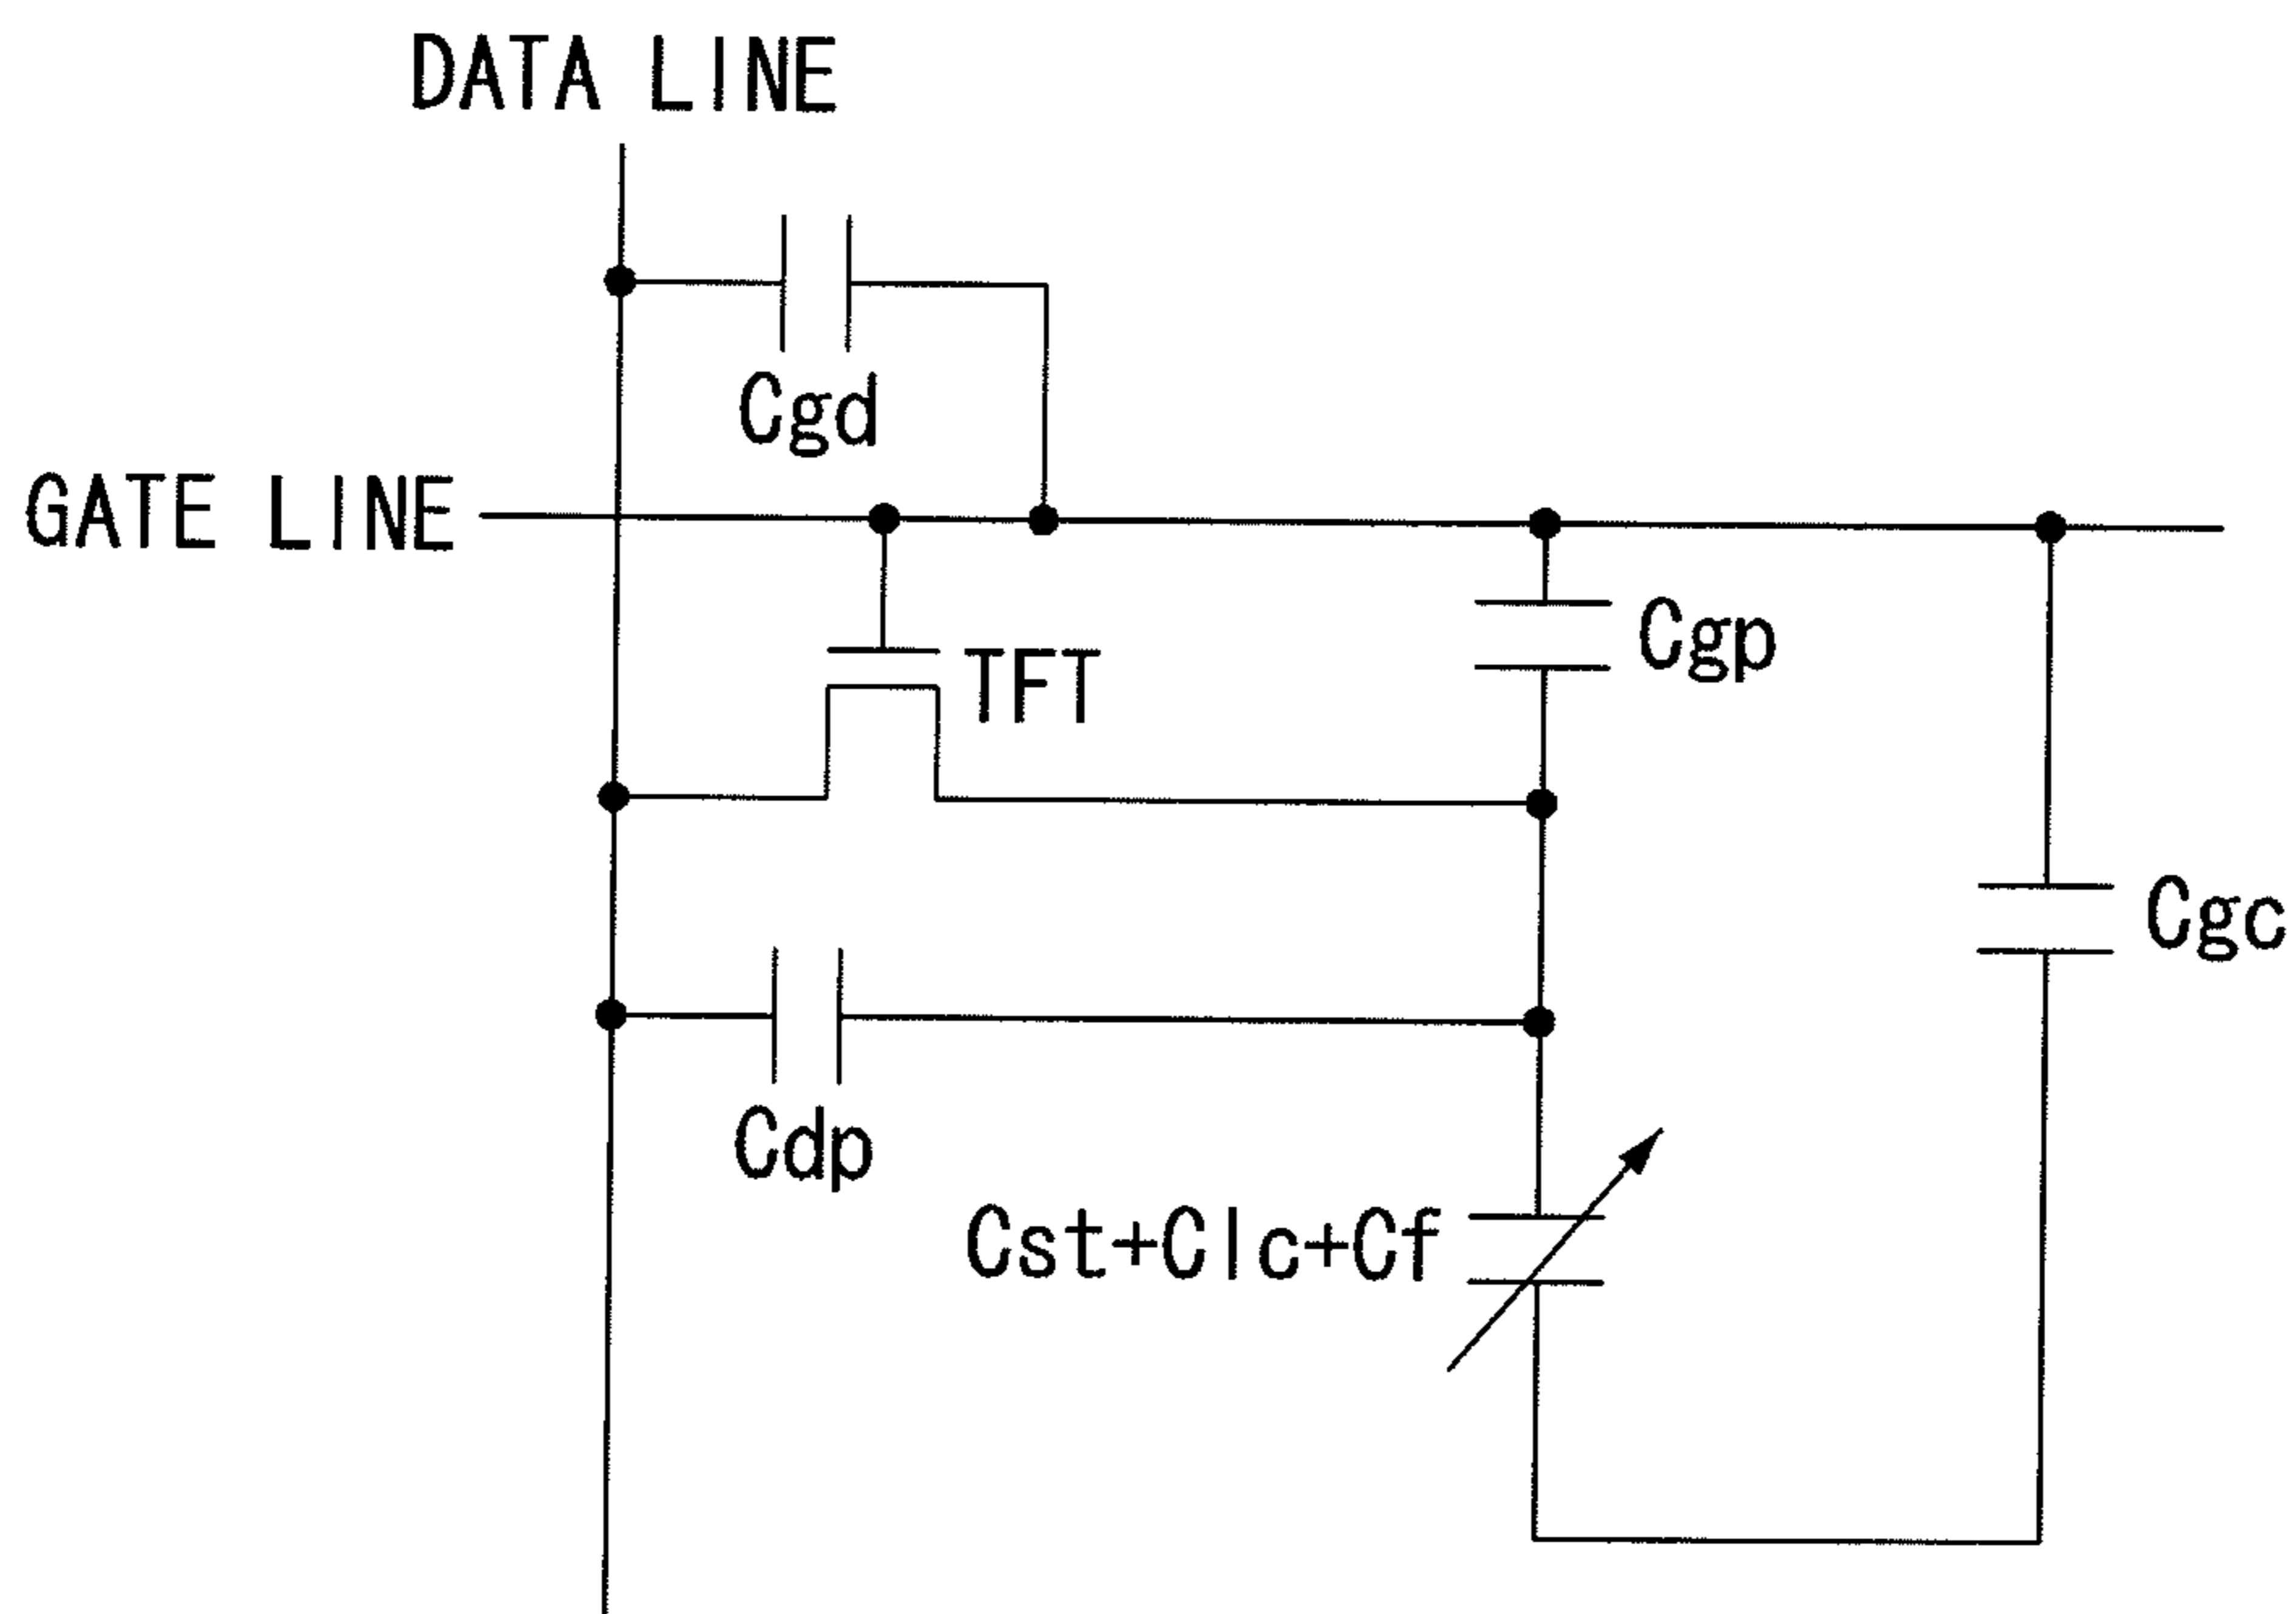 DATA LINE
Cgd
GATE LINE
Cgp
TFT
Cgc
Cdp
Cst+Clc+Cf